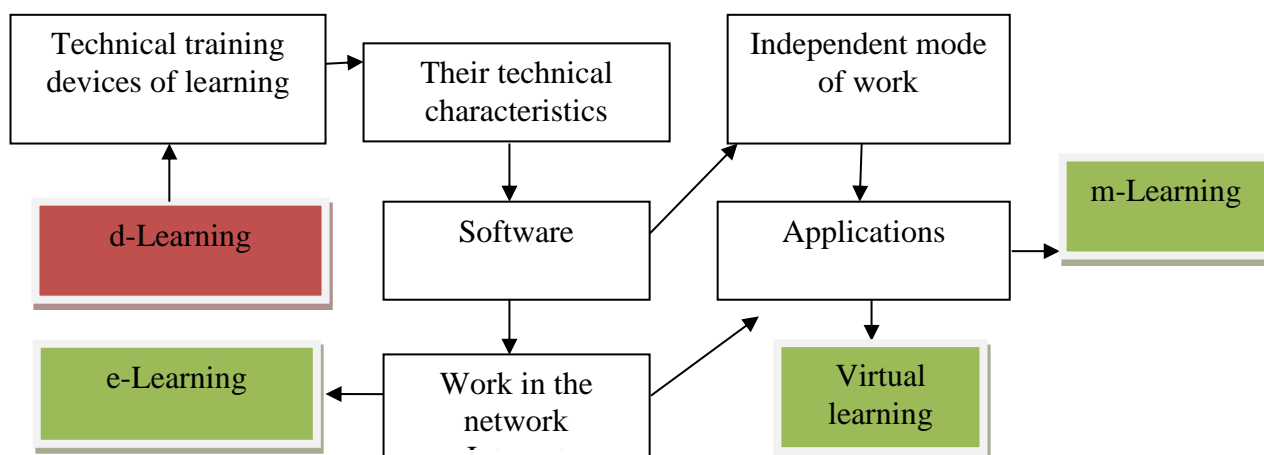 Technical training
devices of learning
Their technical
characteristics
Independent mode
of work
m-Learning
d-Learning
Software
Applications
e-Learning
Work in the
network
Virtual
learning